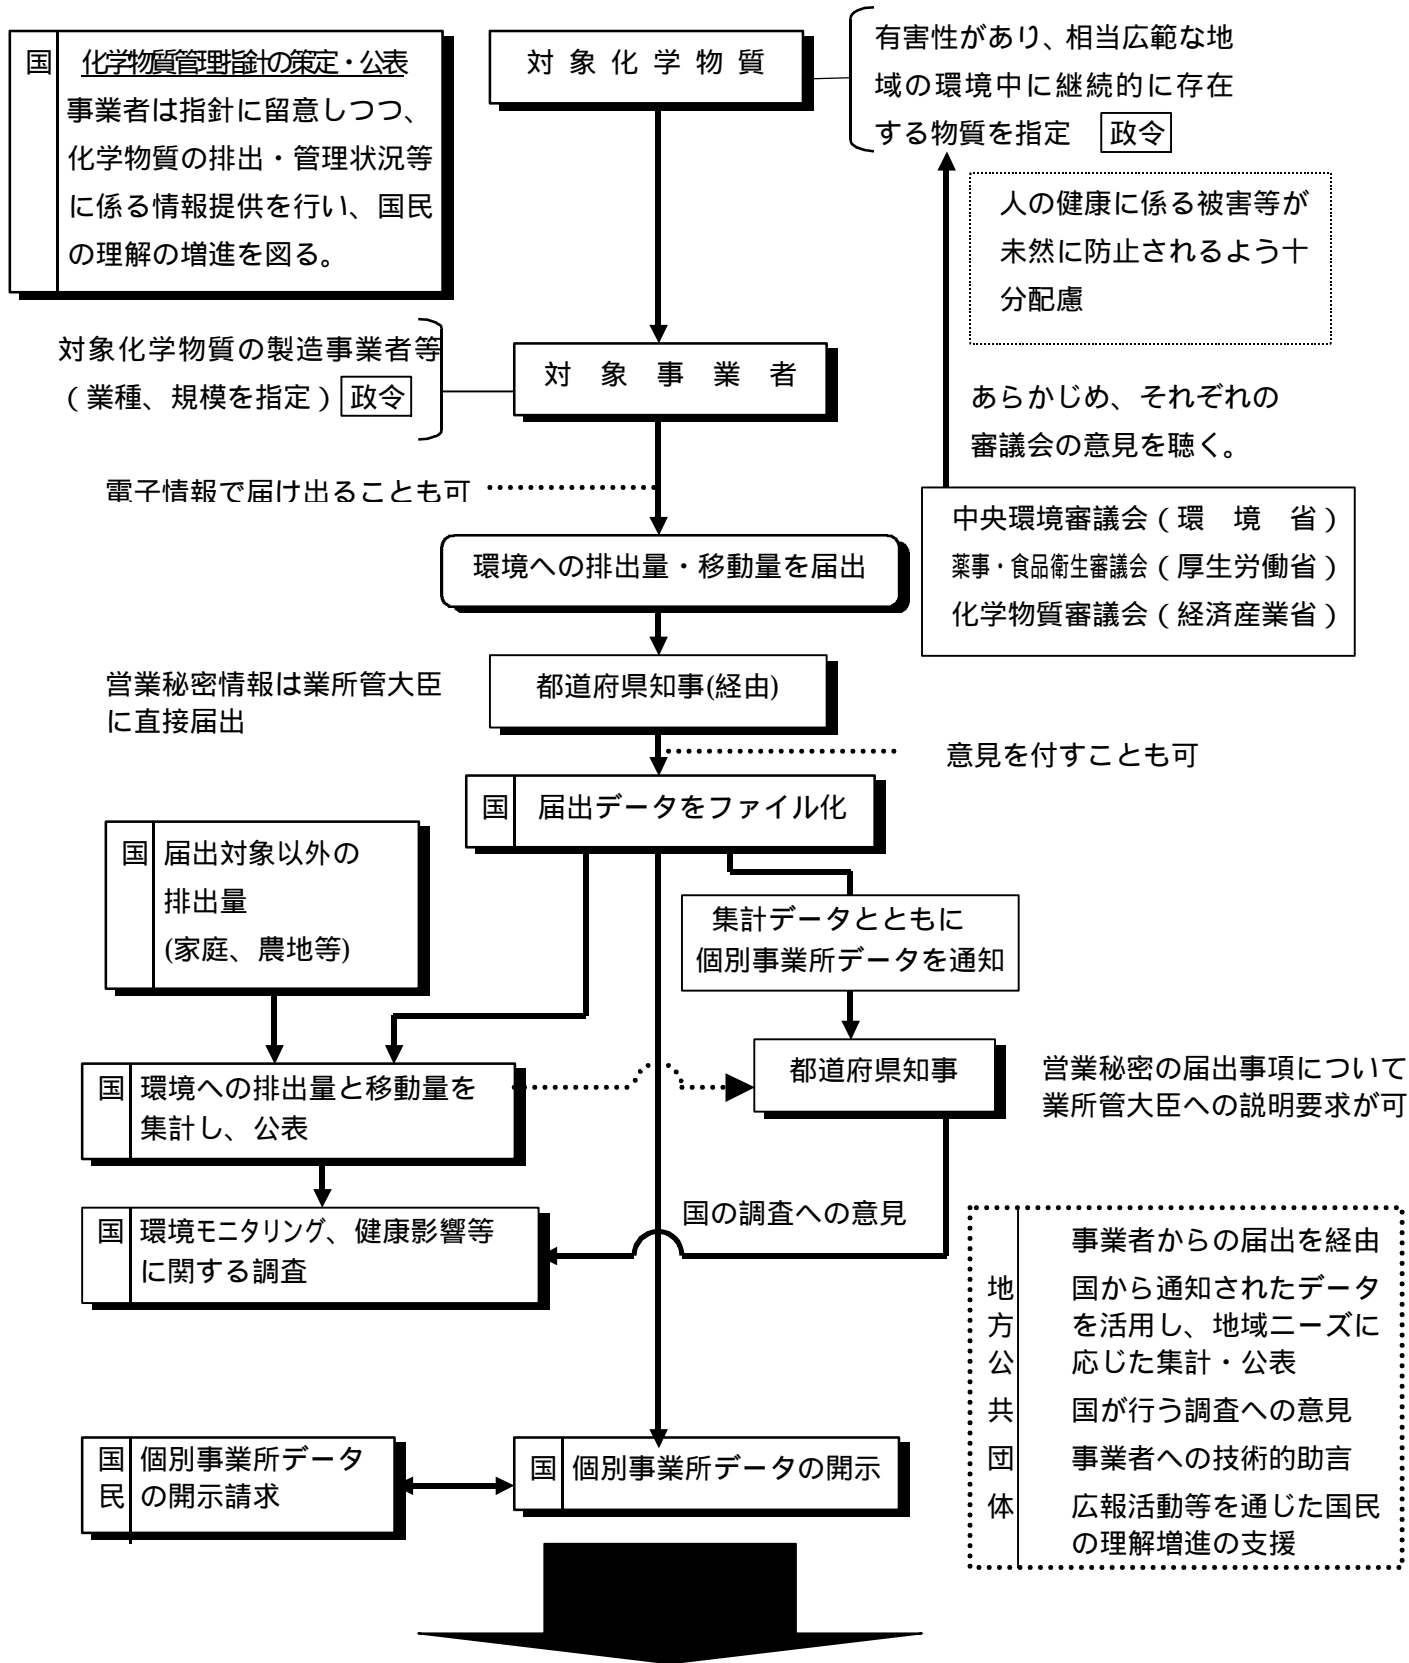 国
化学物質管理指針の策定・公表
事業者は指針に留意しつつ、
化学物質の排出・管理状況等
に係る情報提供を行い、国民
の理解の増進を図る。
対象化学物質
有害性があり、相当広範な地
域の環境中に継続的に存在
する物質を指定 政令
人の健康に係る被害等が
未然に防止されるよう十
分配慮
対象化学物質の製造事業者等
(業種、規模を指定) 政令
対象事業者
あらかじめ、それぞれの
審議会の意見を聴く。
電子情報で届け出ることも可
中央環境審議会(環 境 省)
薬事・食品衛生審議会(厚生労働省)
化学物質審議会(経済産業省)
環境への排出量・移動量を届出
営業秘密情報は業所管大臣
に直接届出
都道府県知事(経由)
意見を付すことも可
国 届出データをファイル化
国 届出対象以外の
排出量
(家庭、農地等)
集計データとともに
個別事業所データを通知
国 環境への排出量と移動量を
集計し、公表
都道府県知事
営業秘密の届出事項について
業所管大臣への説明要求が可
国 環境モニタリング、健康影響等
に関する調査
国の調査への意見
地方公共団体
事業者からの届出を経由
国から通知されたデータ
を活用し、地域ニーズに
応じた集計・公表
国が行う調査への意見
事業者への技術的助言
広報活動等を通じた国民
の理解増進の支援
国民
個別事業所データ
の開示請求
国 個別事業所データの開示